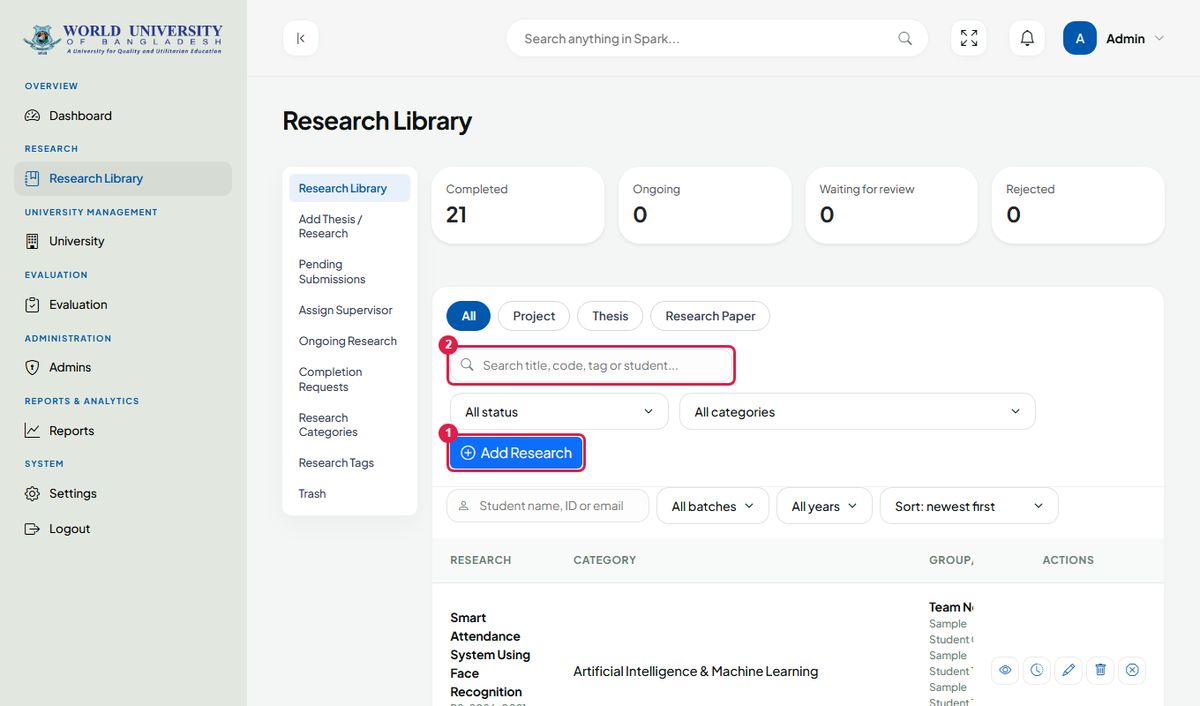 WORLD UNIVERSITY
OF BANGLADESH
A University for Quality and Utilitarian Education
OVERVIEW
Dashboard
RESEARCH
Research Library
UNIVERSITY MANAGEMENT
University
EVALUATION
Evaluation
ADMINISTRATION
Admins
REPORTS & ANALYTICS
Reports
SYSTEM
Settings
Logout
Search anything in Spark...
A
Admin
Research Library
Research Library
Add Thesis /
Research
Pending
Submissions
Assign Supervisor
Ongoing Research
Completion
Requests
Research
Categories
Research Tags
Trash
Completed
21
Ongoing
0
Waiting for review
0
Rejected
0
All
Project
Thesis
Research Paper
2
Search title, code, tag or student...
All status
All categories
1
Add Research
Student name, ID or email
All batches
All years
Sort: newest first
RESEARCH
CATEGORY
GROUP/
ACTIONS
Smart
Attendance
System Using
Face
Recognition
Artificial Intelligence & Machine Learning
Team
Sample
Student
Sample
Student
Sample
Student